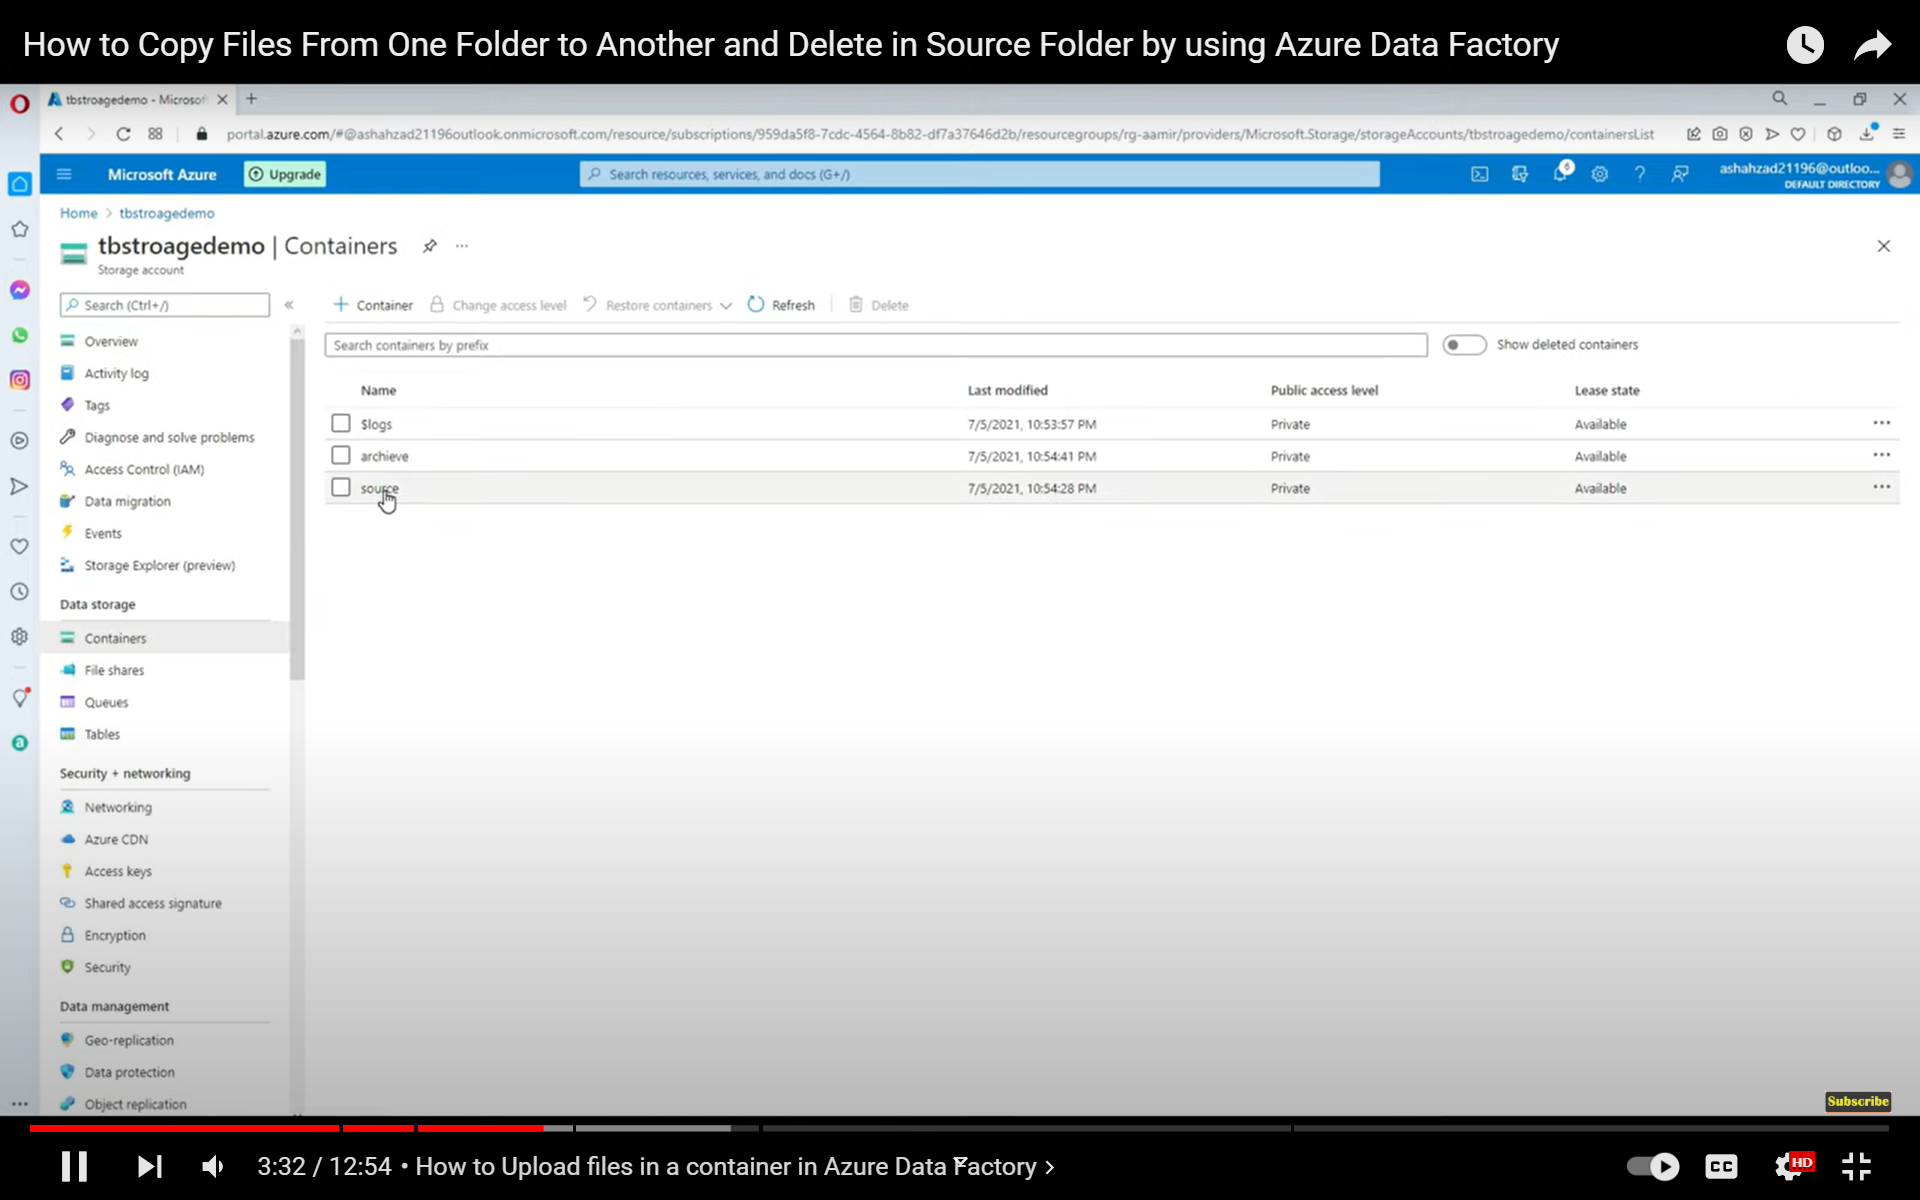 How to Copy Files From One Folder to Another and Delete in Source Folder by using Azure Data Factory
tbstroagedemo - Microsof
portal.azure.com/#@ashahzad21196outlook.onmicrosoft.com/resource/subscriptions/959da5f8-7cdc-4564-8b82-df7a37646d2b/resourcegroups/rg-aamir/providers/Microsoft.Storage/storageAccounts/tbstroagedemo/containersList
Microsoft Azure
Upgrade
Search resources, services, and docs (G+/)
6
ashahzad21196@outloo...
DEFAULT DIRECTORY
Home > tbstroagedemo
tbstroagedemo | Containers
Storage account
Search (Ctrl+/)
Container
Change access level
Restore containers
Refresh
Delete
Search containers by prefix
Show deleted containers
Name Last modified Public access level Lease state
$logs 7/5/2021, 10:53:57 PM Private Available
archieve 7/5/2021, 10:54:41 PM Private Available
source 7/5/2021, 10:54:28 PM Private Available
Overview
Activity log
Tags
Diagnose and solve problems
Access Control (IAM)
Data migration
Events
Storage Explorer (preview)
Data storage
Containers
File shares
Queues
Tables
Security + networking
Networking
Azure CDN
Access keys
Shared access signature
Encryption
Security
Data management
Geo-replication
Data protection
Object replication
Subscribe
3:32 / 12:54 • How to Upload files in a container in Azure Data Factory
CC
HD